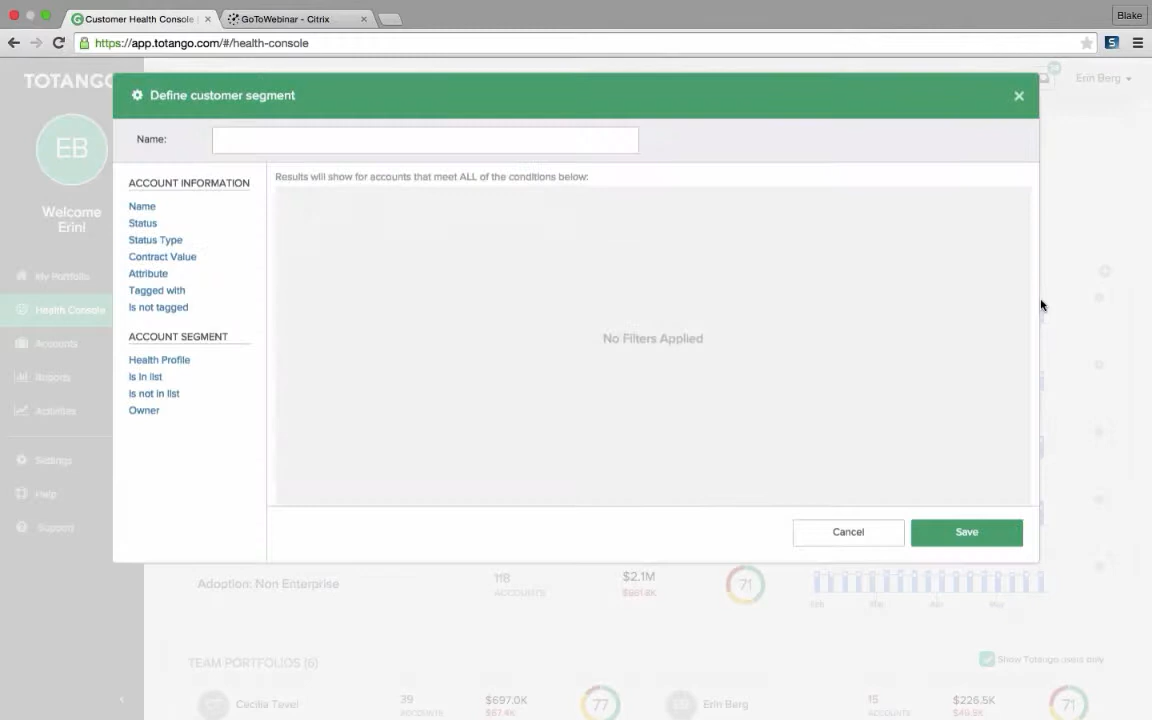 Customer Health Console
GoToWebinar - Citrix
Blake
https://app.totango.com/#/health-console
TOTANGO
Erin Berg
Define customer segment
Name:
EB
Welcome
Erin!
My Portfolio
Health Console
Accounts
Reports
Activities
Settings
Help
Support
ACCOUNT INFORMATION
Name
Status
Status Type
Contract Value
Attribute
Tagged with
Is not tagged
ACCOUNT SEGMENT
Health Profile
Is in list
Is not in list
Owner
Results will show for accounts that meet ALL of the conditions below:
No Filters Applied
Cancel
Save
Adoption: Non Enterprise
118
ACCOUNTS
$2.1M
71
Feb
Mar
Apr
May
TEAM PORTFOLIOS (6)
Show Totango users only
Cecilia Tevel
39
ACCOUNTS
$697.0K
$67.4K
77
Erin Berg
15
ACCOUNTS
$226.5K
71